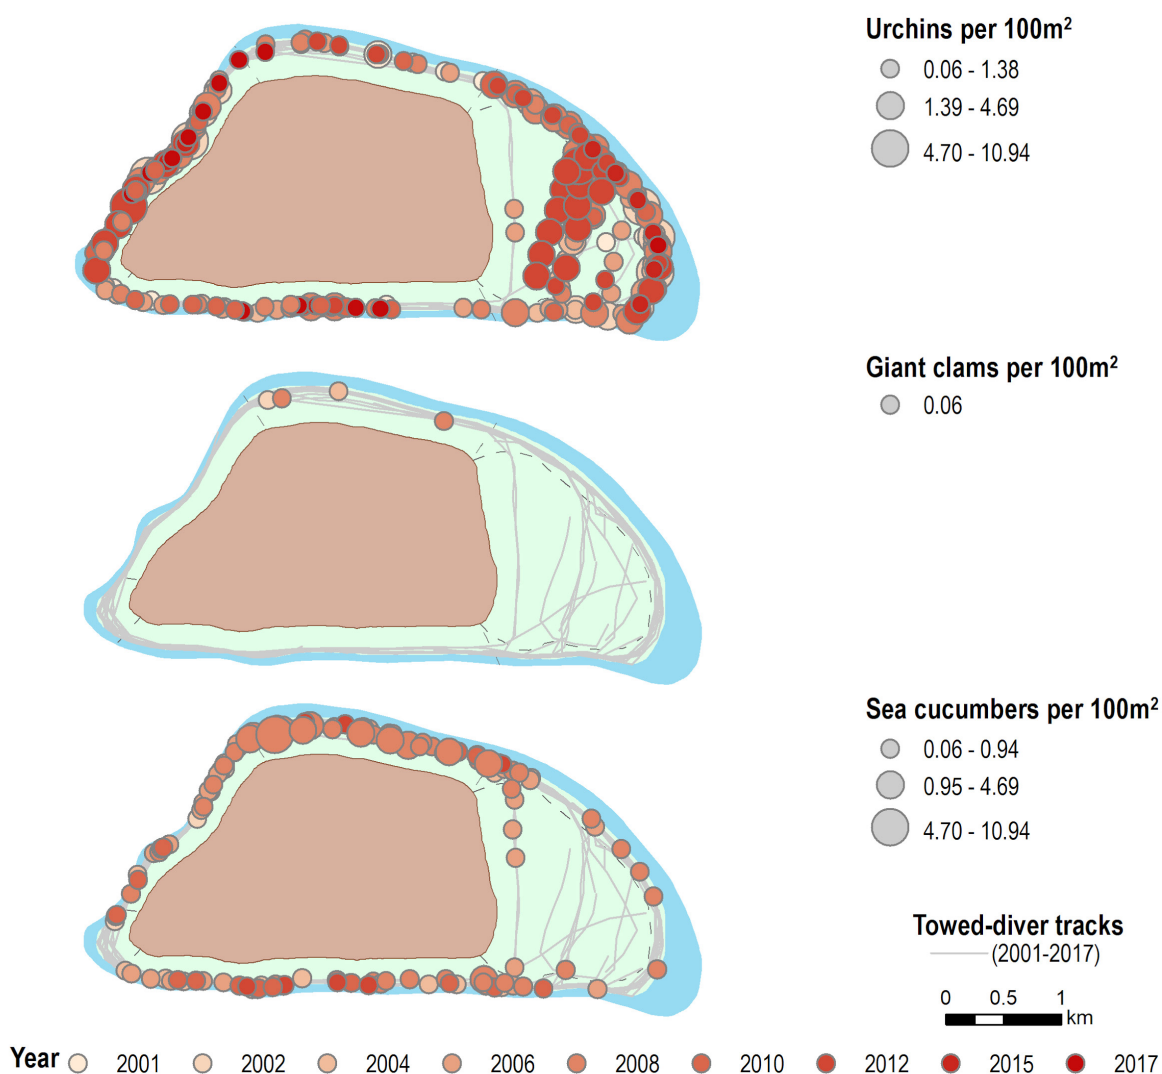 Urchins per 100m²
0.06 - 1.38
1.39 - 4.69
4.70 - 10.94
Giant clams per 100m²
0.06
Sea cucumbers per 100m²
0.06 - 0.94
0.95 - 4.69
4.70 - 10.94
Towed-diver tracks
(2001-2017)
0 0.5 1
km
Year 2001 2002 2004 2006 2008 2010 2012 2015 2017